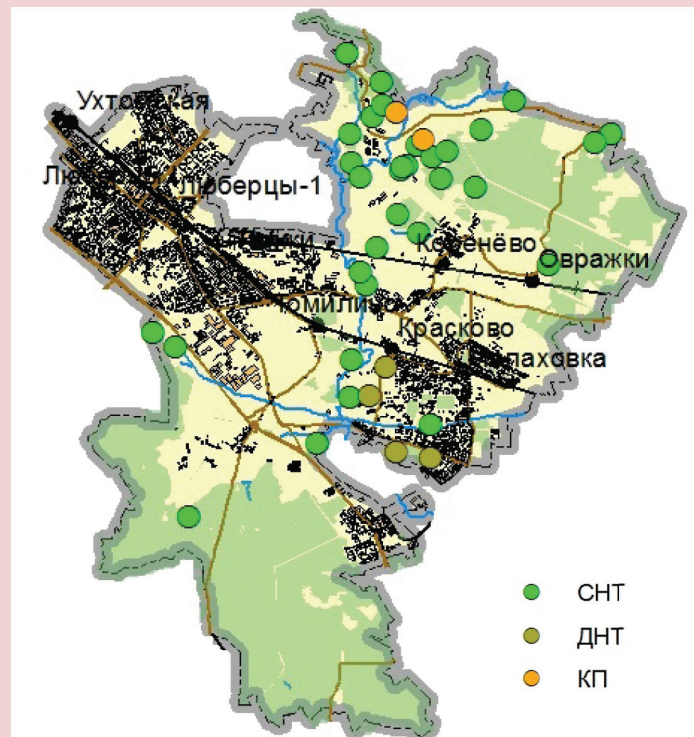 Ухтомская
Люберцы-1
Коренёво
Овражки
Томилино
Красково
Малаховка
СНТ
ДНТ
КП